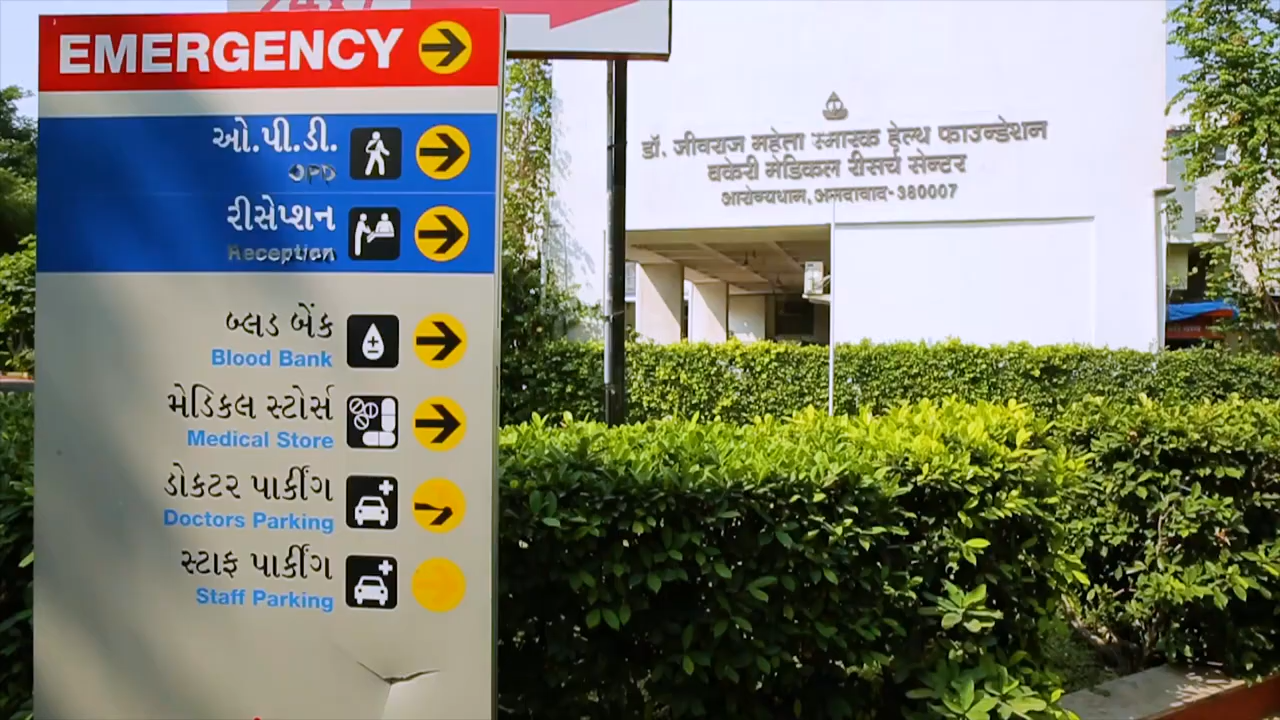 24x7
EMERGENCY
ઓ.પી.ડી.
OPD
રીસેપ્શન
Reception
બ્લડ બેંક
Blood Bank
મેડિકલ સ્ટોર્સ
Medical Store
ડોકટર પાર્કીંગ
Doctors Parking
સ્ટાફ પાર્કીંગ
Staff Parking
डॉ. जीवराज महेता स्मारक हेल्थ फाउन्डेशन
बकेरी मेडिकल रीसर्च सेन्टर
आरोग्यधाम, अमदावाद-380007